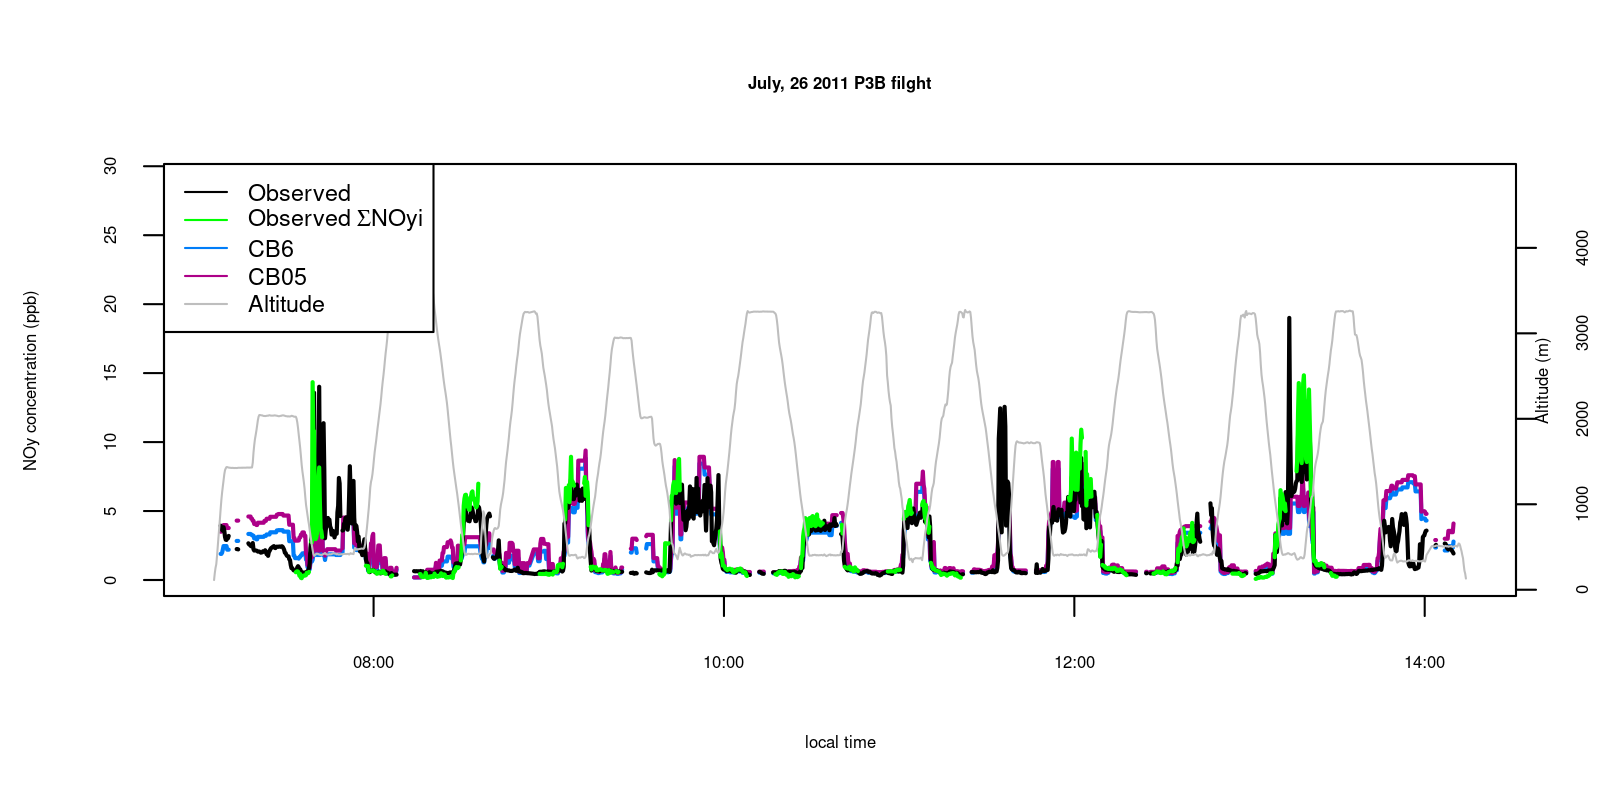 July, 26 2011 P3B filght
Observed
Observed ΣNOyi
CB6
CB05
Altitude
NOy concentration (ppb)
30
25
20
15
10
5
0
4000
3000
2000
1000
0
Altitude (m)
08:00
10:00
12:00
14:00
local time